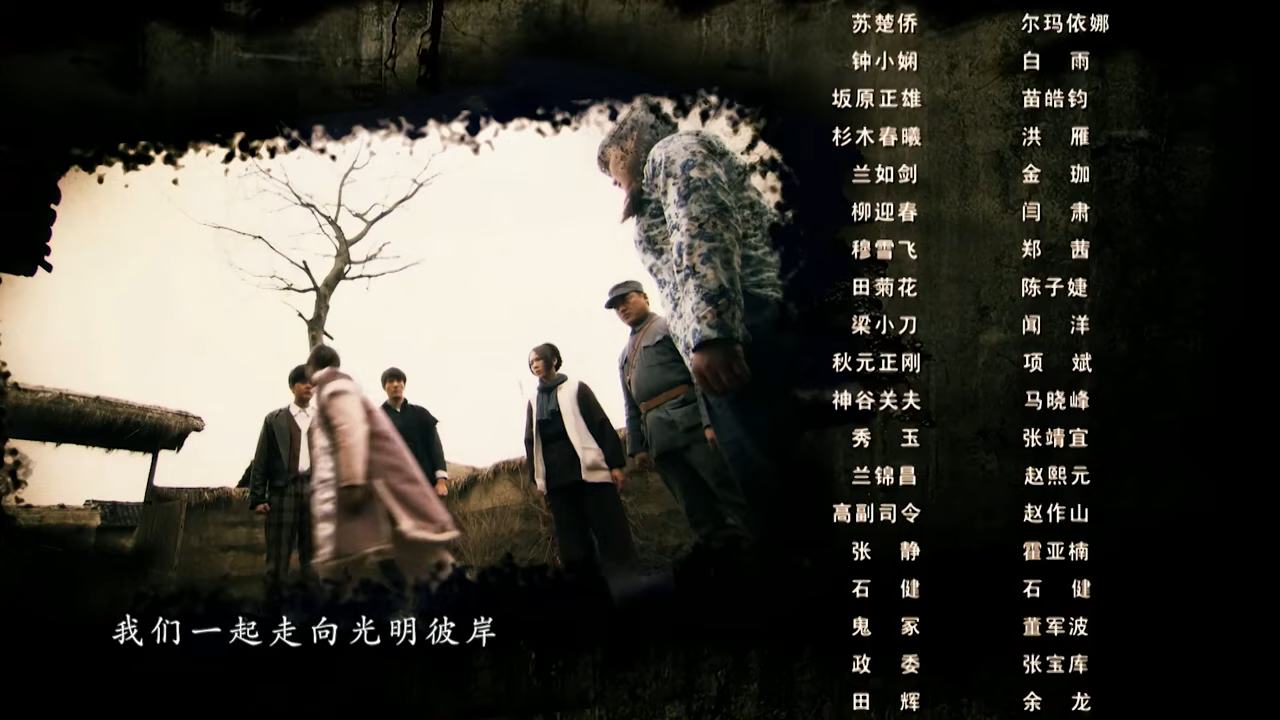 苏楚侨 尔玛依娜
钟小娴 白雨
坂原正雄 苗皓钧
杉木春曦 洪雁
兰如剑 金珈
柳迎春 闫肃
穆雪飞 郑茜
田菊花 陈子婕
梁小刀 闻洋
秋元正刚 项斌
神谷关夫 马晓峰
秀玉 张靖宜
兰锦昌 赵熙元
高副司令 赵作山
张静 霍亚楠
石健 石健
鬼冢 董军波
政委 张宝库
田辉 余龙
我们一起走向光明彼岸